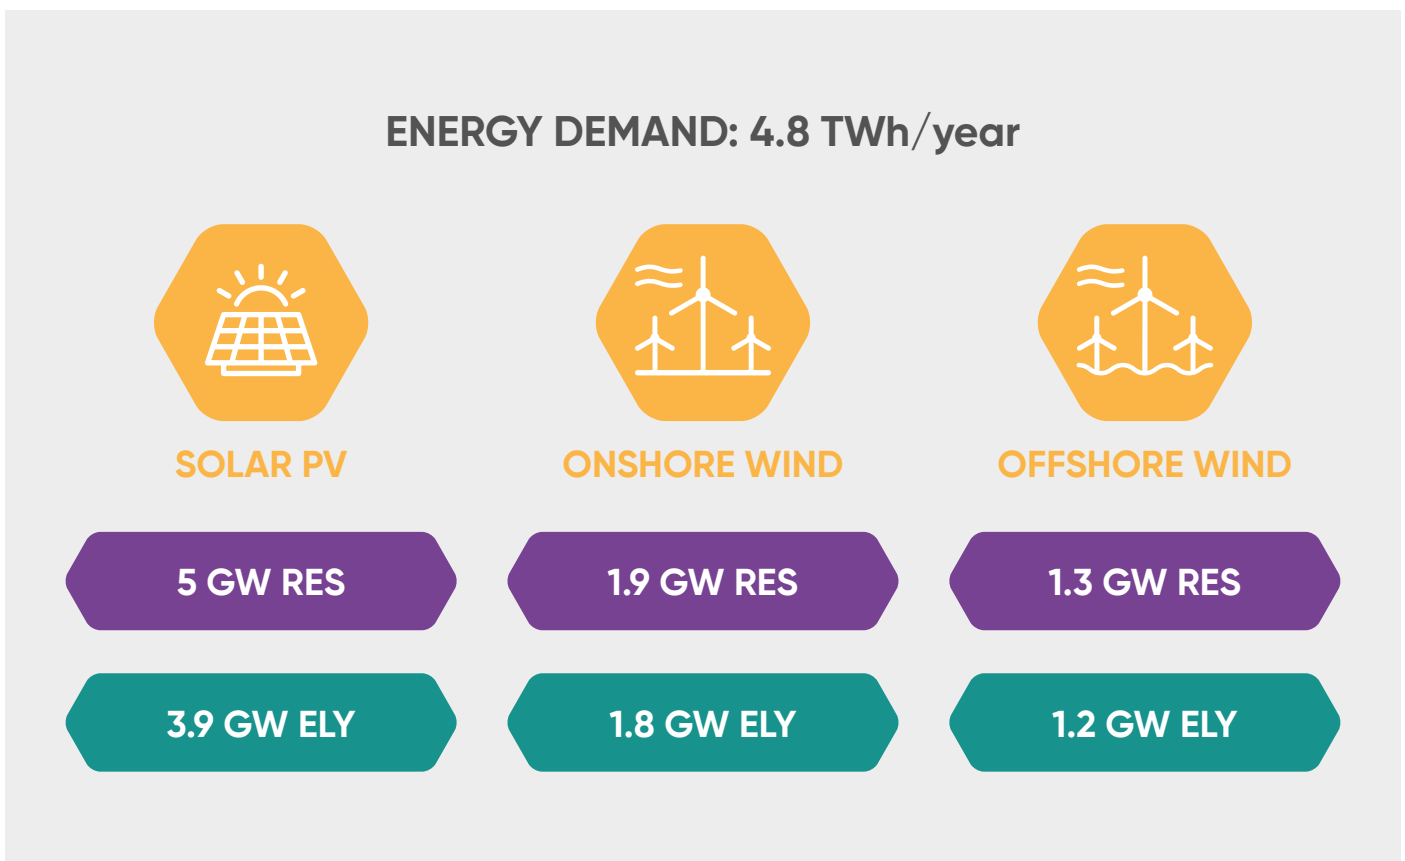 ENERGY DEMAND: 4.8 TWh/year
SOLAR PV
ONSHORE WIND
OFFSHORE WIND
5 GW RES
1.9 GW RES
1.3 GW RES
3.9 GW ELY
1.8 GW ELY
1.2 GW ELY